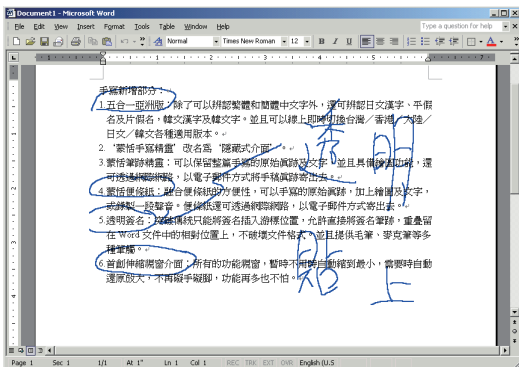 Document1 - Microsoft Word
File Edit View Insert Format Tools Table Window Help
Type a question for help
Normal Times New Roman 12 B I U
手寫新增部分：
1.五合一亞洲版：除了可以辨認繁體和簡體中文字外，還可辨認日文漢字、平假
名及片假名，韓文漢字及韓文字。並且可以線上即時切換台灣／香港／大陸／
日文／韓文各種適用版本。
2.‘蒙恬手寫精靈’改名為‘隱藏式介面’。
3.蒙恬筆跡精靈：可以保留整篇手寫的原始真跡及文字，並且具備繪圖功能，還
可透過網際網路，以電子郵件方式將手稿真跡寄出去。
4.蒙恬便條紙：融合便條紙的方便性，可以手寫的原始真跡，加上繪圖及文字，
或錄製一段聲音。便條紙還可透過網際網路，以電子郵件方式寄出去。
5.透明簽名：突破傳統只能將簽名插入游標位置，允許直接將簽名筆跡，重疊留
在 Word 文件中的相對位置上，不破壞文件格式。並且提供毛筆、麥克筆等多
種筆觸。
6.首創伸縮視窗介面：所有的功能視窗，暫時不用時自動縮到最小，需要時自動
還原放大，不再礙手礙腳，功能再多也不怕。
透明
貼上
Page 1 Sec 1 1/1 At 1" Ln 1 Col 1 REC TRK EXT OVR English (U.S